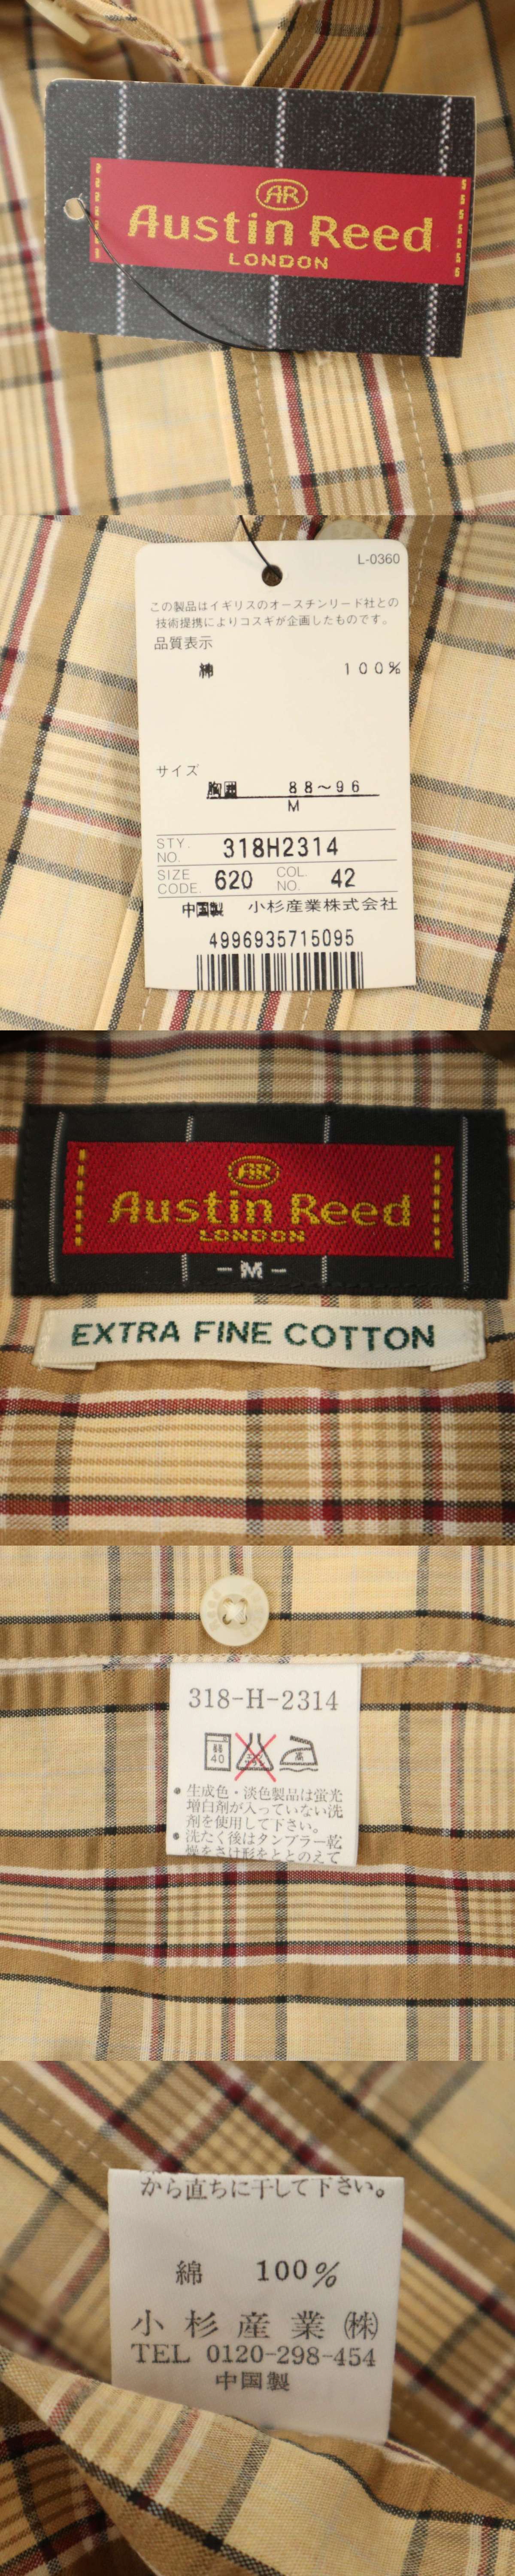 AR
Austin Reed
LONDON
L-0360
この製品はイギリスのオースチンリード社との
技術提携によりコスギが企画したものです。
品質表示
綿 100%
サイズ
胸囲 88～96
M
STY. NO. 318H2314
SIZE CODE. 620 COL. NO. 42
中国製 小杉産業株式会社
4996935715095
AR
Austin Reed
LONDON
-M-
EXTRA FINE COTTON
318-H-2314
40
• 生成色・淡色製品は蛍光
増白剤が入っていない洗
剤を使用して下さい。
• 洗たく後はタンブラー乾
燥をさけ形をととのえて
から直ちに干して下さい。
綿 100%
小杉産業㈱
TEL 0120-298-454
中国製